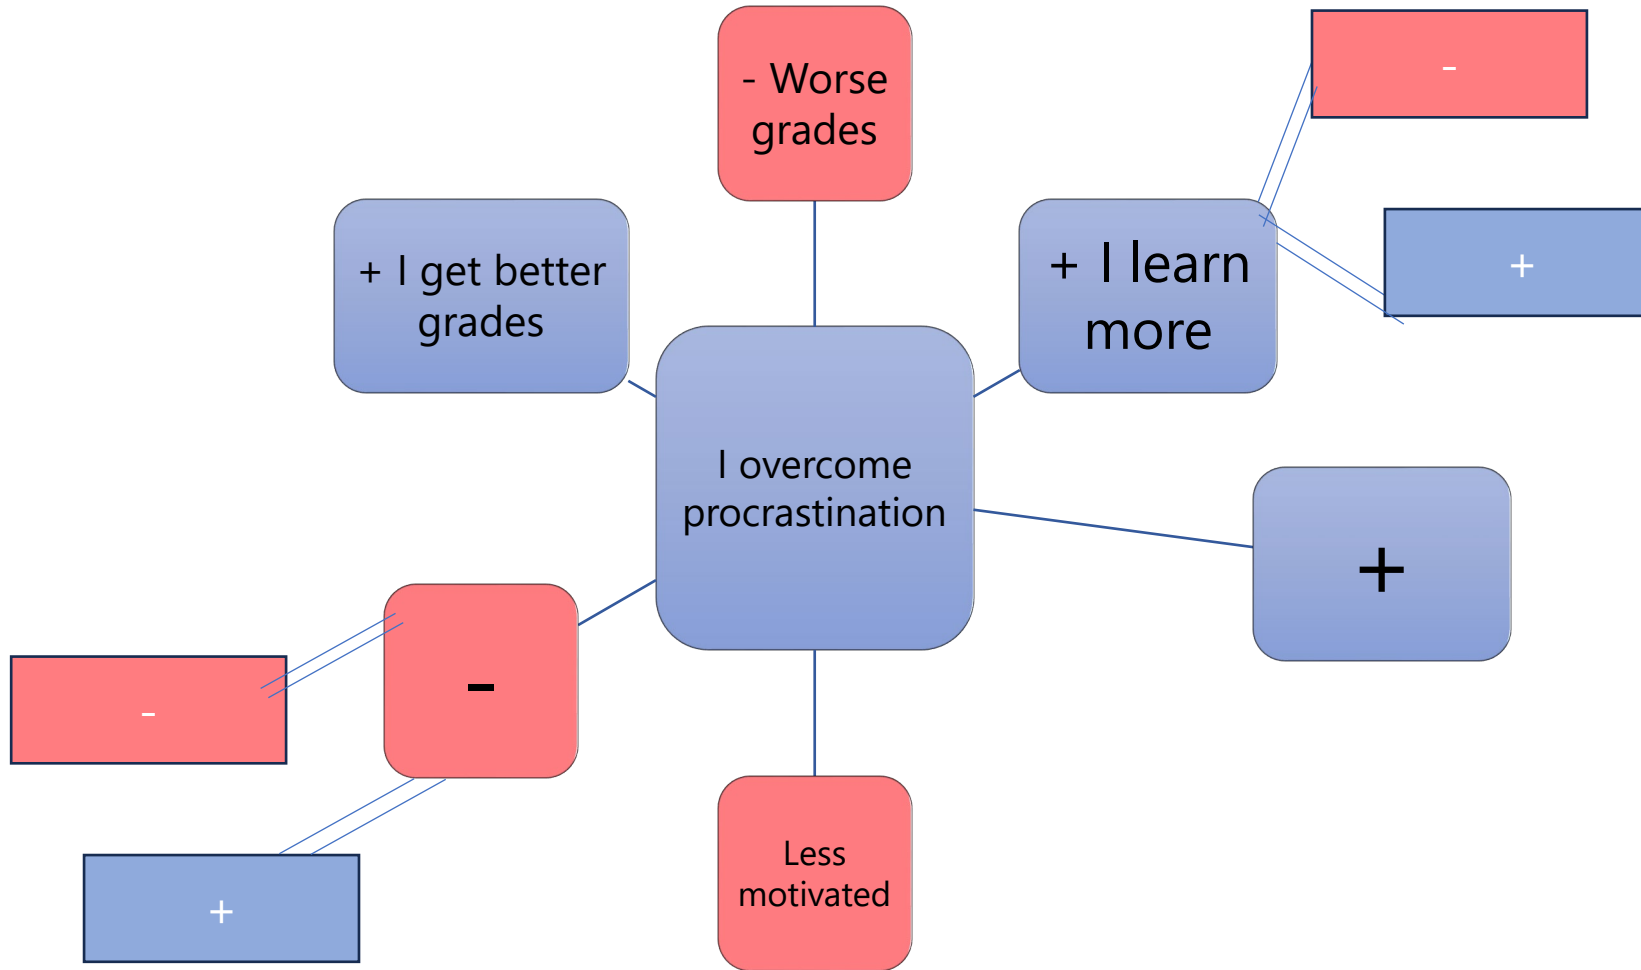 - Worse
grades
-
+ I get better
grades
+ I learn
more
+
I overcome
procrastination
+
-
-
+
Less
motivated